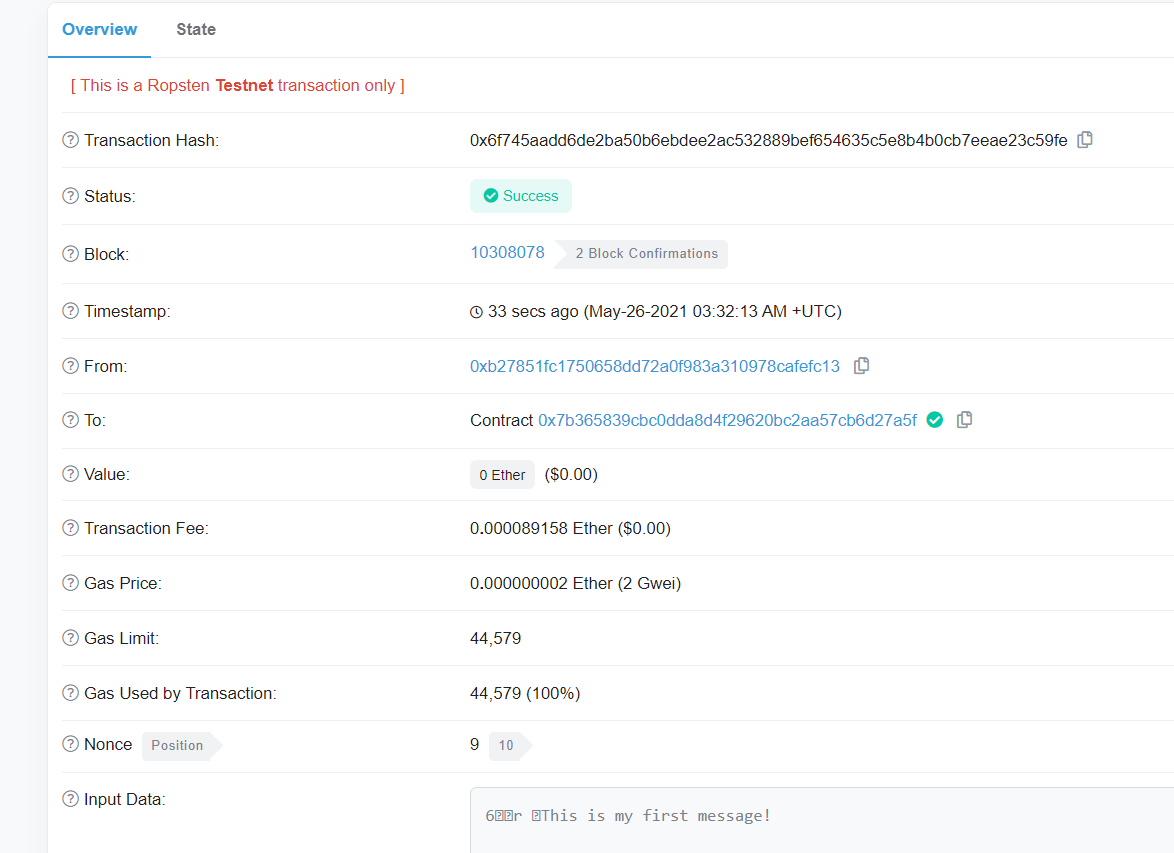 Overview State
[ This is a Ropsten Testnet transaction only ]
Transaction Hash: 0x6f745aadd6de2ba50b6ebdee2ac532889bef654635c5e8b4b0cb7eeae23c59fe
Status: Success
Block: 10308078 2 Block Confirmations
Timestamp: 33 secs ago (May-26-2021 03:32:13 AM +UTC)
From: 0xb27851fc1750658dd72a0f983a310978cafefc13
To: Contract 0x7b365839cbc0dda8d4f29620bc2aa57cb6d27a5f
Value: 0 Ether ($0.00)
Transaction Fee: 0.000089158 Ether ($0.00)
Gas Price: 0.000000002 Ether (2 Gwei)
Gas Limit: 44,579
Gas Used by Transaction: 44,579 (100%)
Nonce Position 9 10
Input Data: 6r This is my first message!